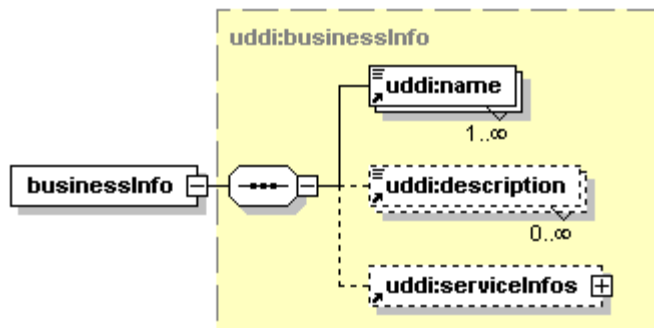 uddi:businessInfo
uddi:name
1..∞
businessInfo
uddi:description
0..∞
uddi:serviceInfos